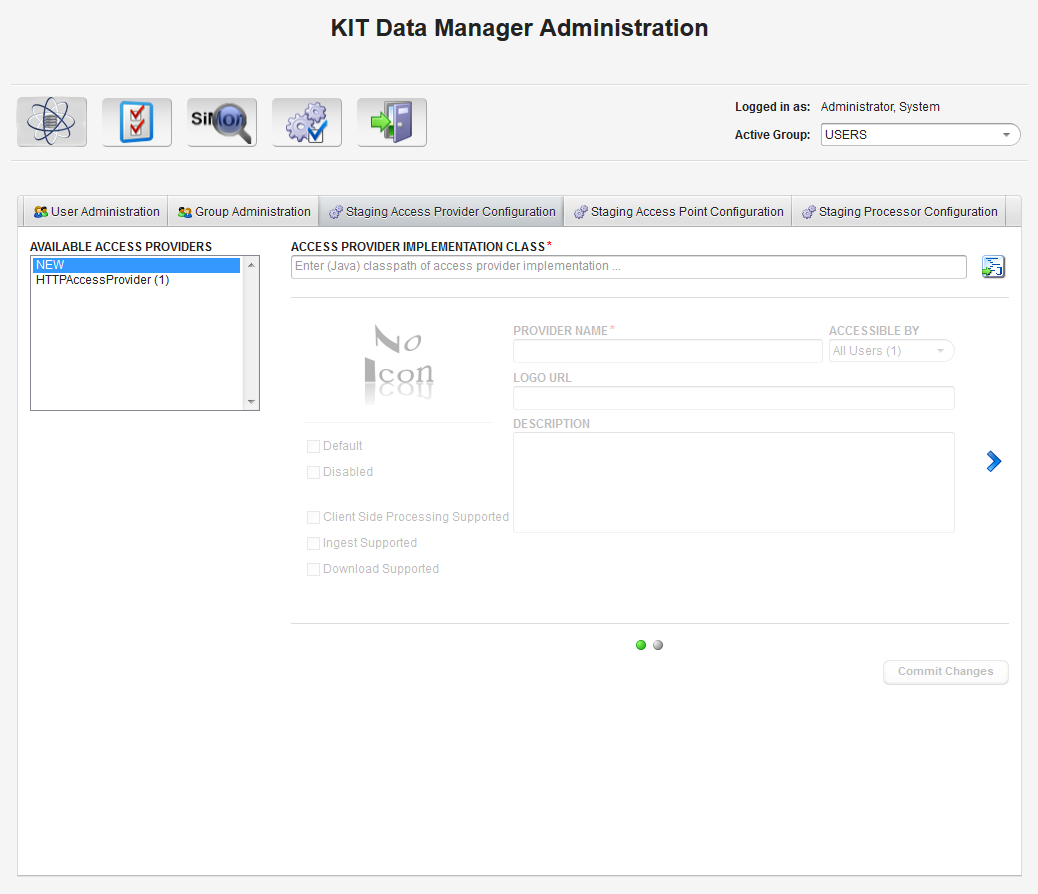 KIT Data Manager Administration
SiMon
Logged in as: Administrator, System
Active Group: USERS
User Administration Group Administration Staging Access Provider Configuration Staging Access Point Configuration Staging Processor Configuration
AVAILABLE ACCESS PROVIDERS
NEW
HTTPAccessProvider (1)
ACCESS PROVIDER IMPLEMENTATION CLASS*
Enter (Java) classpath of access provider implementation ...
No
Icon
Default
Disabled
Client Side Processing Supported
Ingest Supported
Download Supported
PROVIDER NAME*
ACCESSIBLE BY
All Users (1)
LOGO URL
DESCRIPTION
Commit Changes